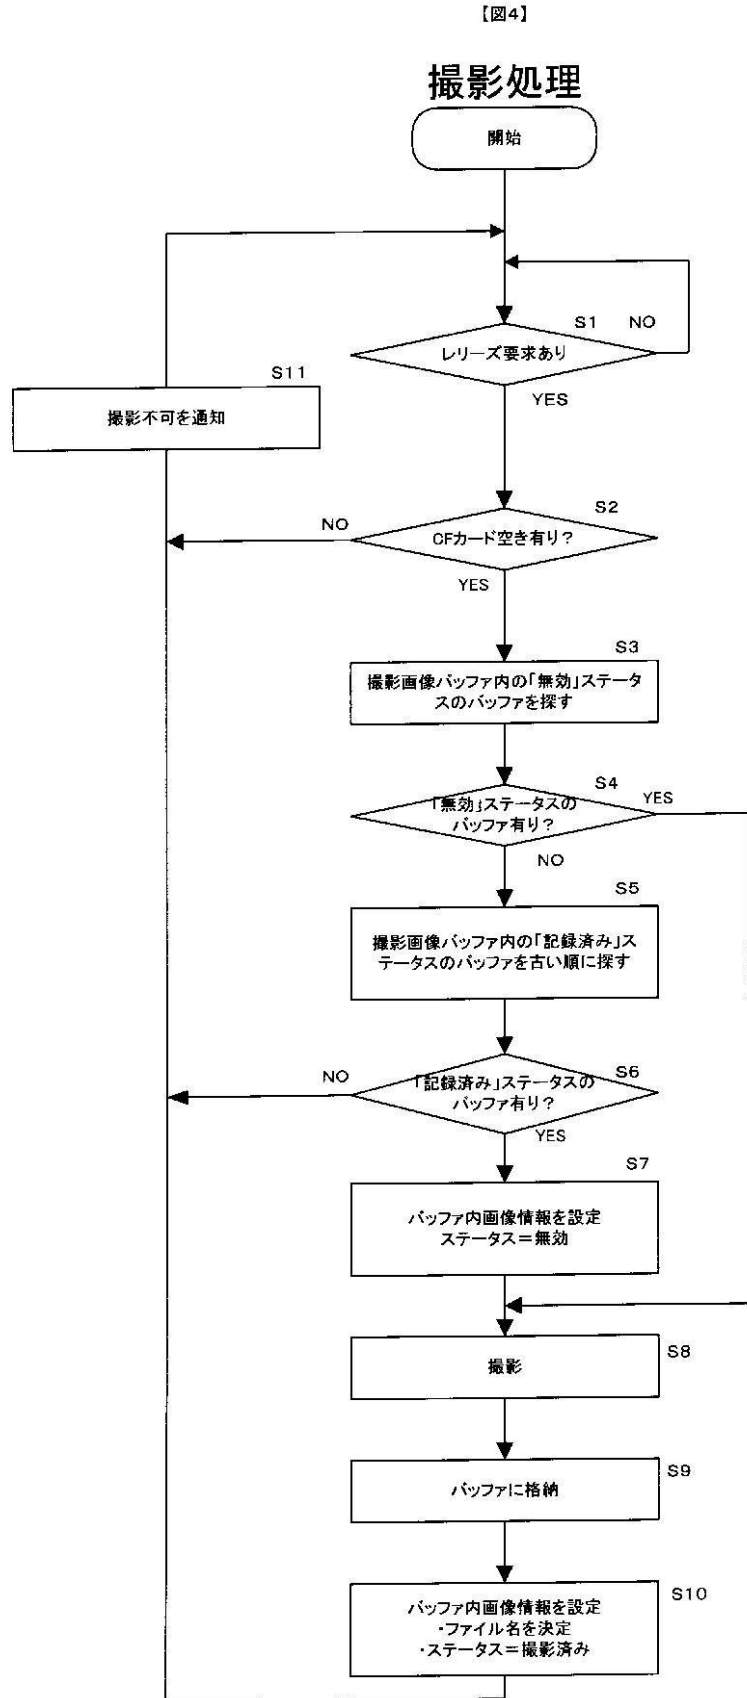 【図4】
撮影処理
開始
S1
NO
レリーズ要求あり
YES
S11
撮影不可を通知
S2
NO
CFカード空き有り？
YES
S3
撮影画像バッファ内の「無効」ステータ
スのバッファを探す
S4
YES
「無効」ステータスの
バッファ有り？
NO
S5
撮影画像バッファ内の「記録済み」ス
テータスのバッファを古い順に探す
S6
NO
「記録済み」ステータスの
バッファ有り？
YES
S7
バッファ内画像情報を設定
ステータス＝無効
S8
撮影
S9
バッファに格納
S10
バッファ内画像情報を設定
・ファイル名を決定
・ステータス＝撮影済み